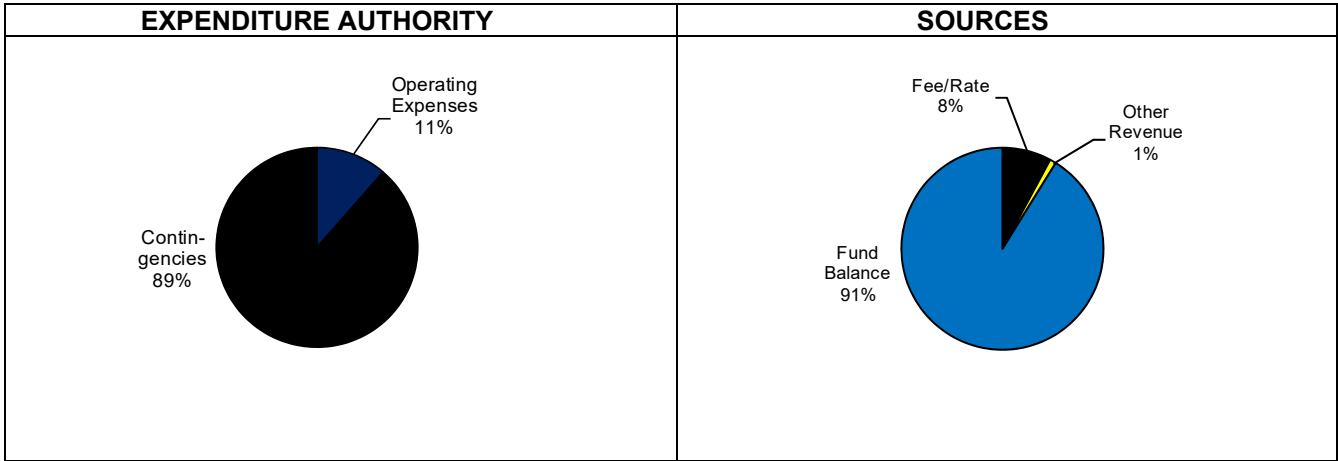 EXPENDITURE AUTHORITY
Operating
Expenses
11%
Contin-
gencies
89%
SOURCES
Fee/Rate
8%
Other
Revenue
1%
Fund
Balance
91%